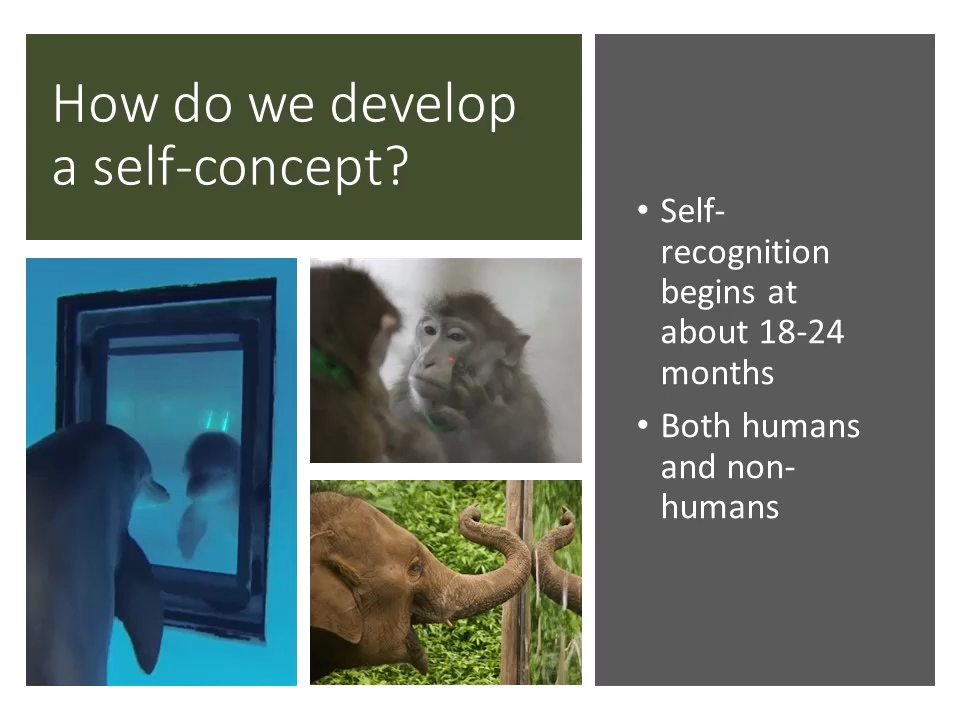 How do we develop
a self-concept?
• Self-
recognition
begins at
about 18-24
months
• Both humans
and non-
humans